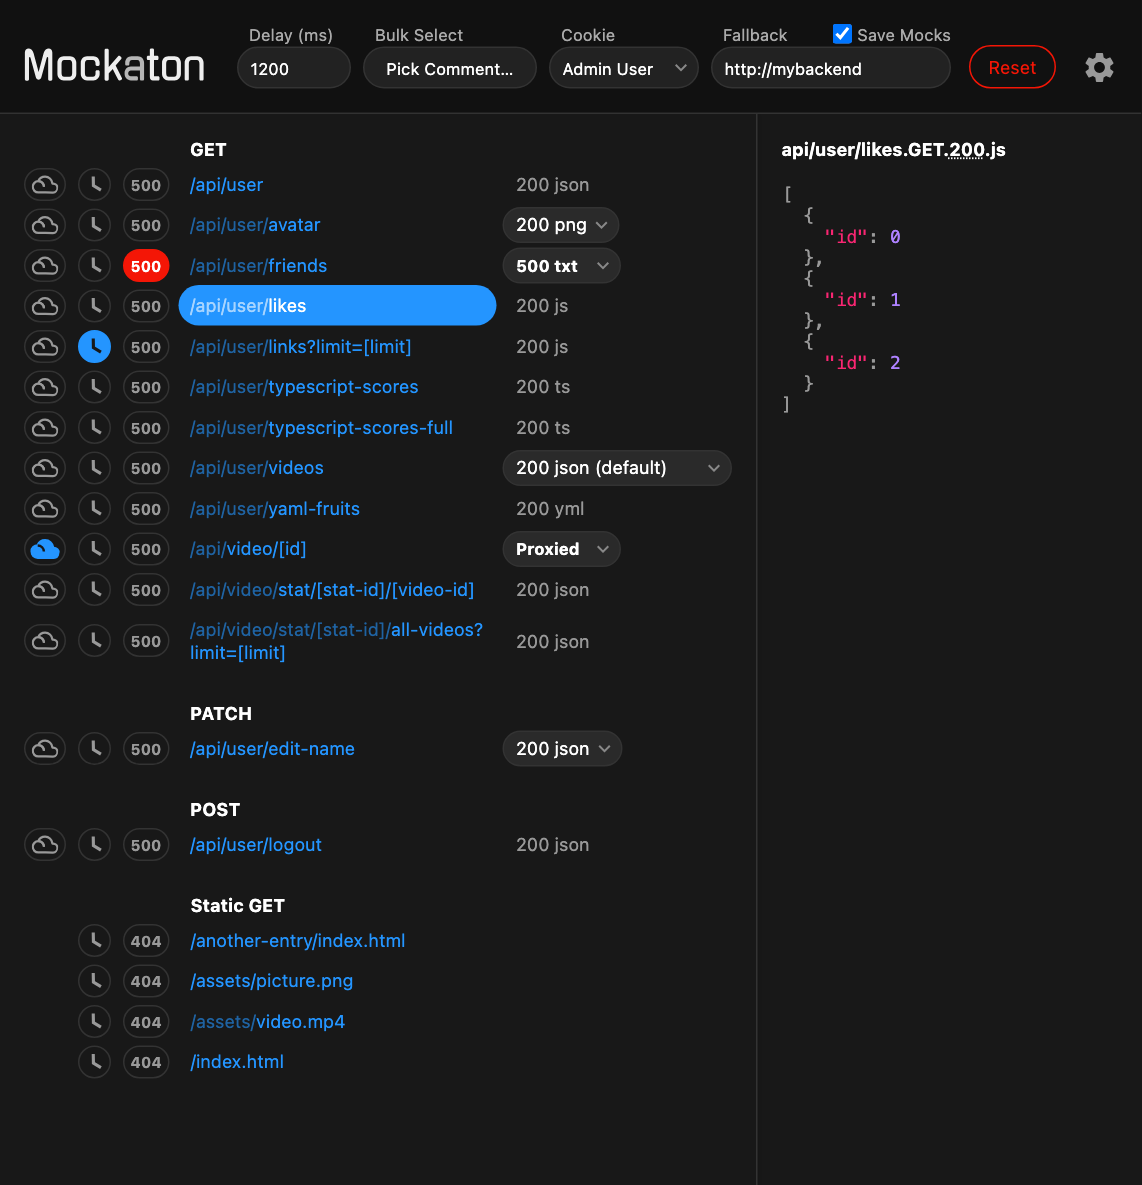 Mockaton
Delay (ms)
1200
Bulk Select
Pick Comment...
Cookie
Admin User
Fallback
Save Mocks
http://mybackend
Reset
GET
500 /api/user 200 json
500 /api/user/avatar 200 png
500 /api/user/friends 500 txt
500 /api/user/likes 200 js
500 /api/user/links?limit=[limit] 200 js
500 /api/user/typescript-scores 200 ts
500 /api/user/typescript-scores-full 200 ts
500 /api/user/videos 200 json (default)
500 /api/user/yaml-fruits 200 yml
500 /api/video/[id] Proxied
500 /api/video/stat/[stat-id]/[video-id] 200 json
500 /api/video/stat/[stat-id]/all-videos? 200 json
limit=[limit]
PATCH
500 /api/user/edit-name 200 json
POST
500 /api/user/logout 200 json
Static GET
404 /another-entry/index.html
404 /assets/picture.png
404 /assets/video.mp4
404 /index.html
api/user/likes.GET.200.js
[
  {
    "id": 0
  },
  {
    "id": 1
  },
  {
    "id": 2
  }
]